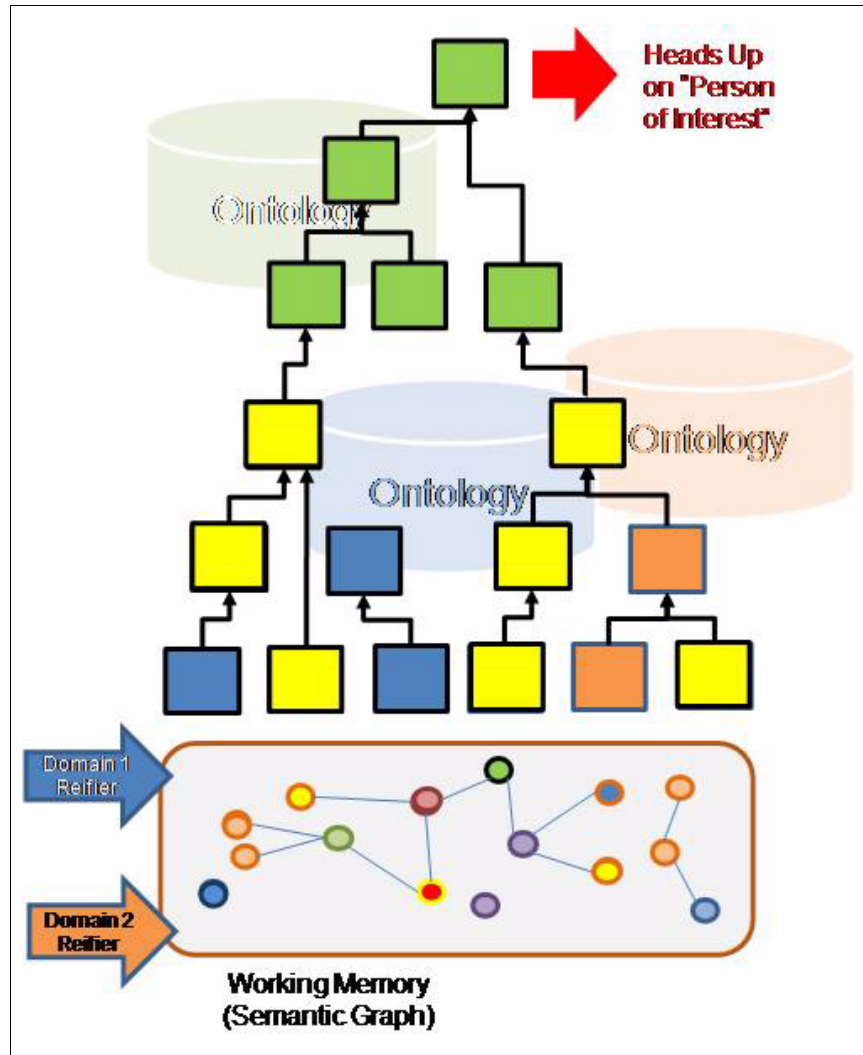 Heads Up
on "Person
of Interest"
Ontology
Ontology
Ontology
Domain 1
Reifier
Domain 2
Reifier
Working Memory
(Semantic Graph)